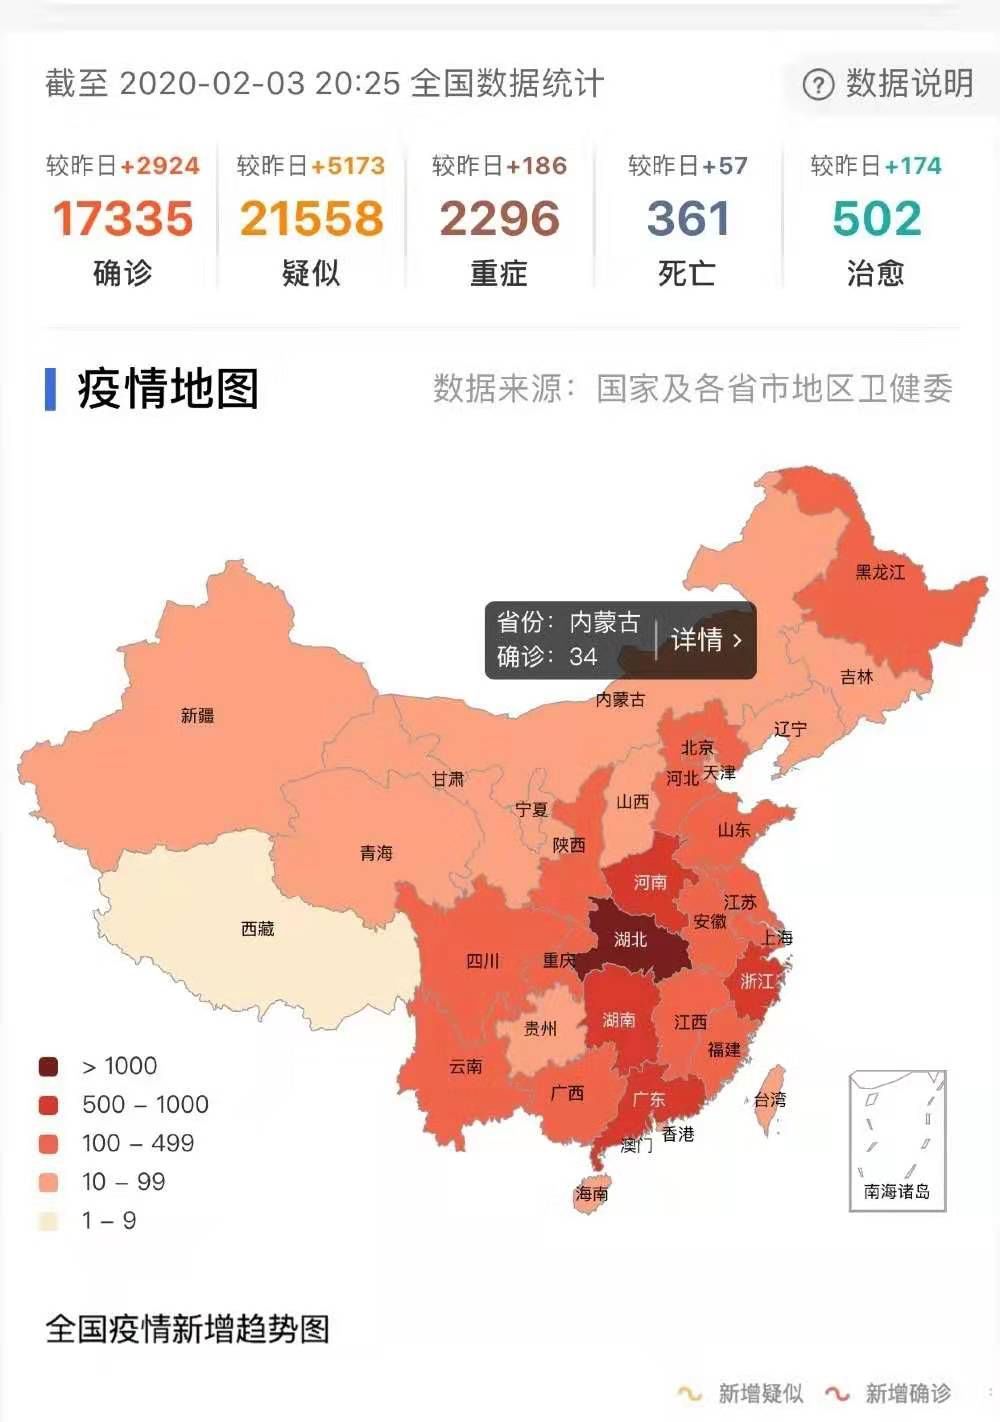 截至 2020-02-03 20:25 全国数据统计
数据说明
较昨日+2924
较昨日+5173
较昨日+186
较昨日+57
较昨日+174
17335
21558
2296
361
502
确诊
疑似
重症
死亡
治愈
疫情地图
数据来源：国家及各省市地区卫健委
黑龙江
省份：内蒙古
确诊：34
详情 ›
吉林
内蒙古
新疆
辽宁
北京
天津
河北
甘肃
山西
宁夏
山东
陕西
青海
河南
江苏
安徽
西藏
湖北
上海
四川
重庆
浙江
湖南
江西
贵州
福建
云南
广西
广东
台湾
香港
澳门
海南
南海诸岛
> 1000
500 – 1000
100 – 499
10 – 99
1 – 9
全国疫情新增趋势图
新增疑似
新增确诊